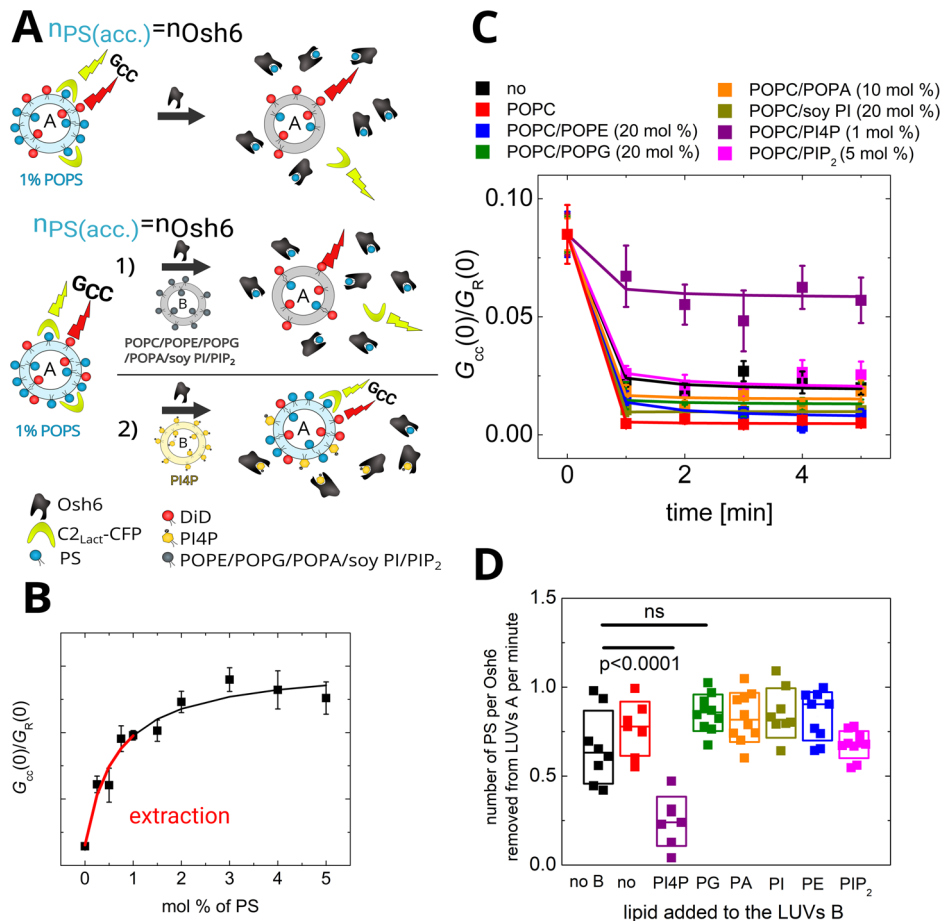 A
nPS(acc.)=nOsh6
GCC
A
A
1% POPS
nPS(acc.)=nOsh6
1)
B
A
GCC
POPC/POPE/POPG
/POPA/soy PI/PIP2
A
1% POPS
2)
B
PI4P
A
GCC
Osh6
C2Lact-CFP
PS
DiD
PI4P
POPE/POPG/POPA/soy PI/PIP2
B
Gcc(0)/GR(0)
extraction
0 1 2 3 4 5
mol % of PS
C
no
POPC
POPC/POPE (20 mol %)
POPC/POPG (20 mol %)
POPC/POPA (10 mol %)
POPC/soy PI (20 mol %)
POPC/PI4P (1 mol %)
POPC/PIP2 (5 mol %)
Gcc(0)/GR(0)
0.10
0.05
0.00
0 2 4
time [min]
D
number of PS per Osh6
removed from LUVs A per minute
1.5
1.0
0.5
0.0
ns
p<0.0001
no B no PI4P PG PA PI PE PIP2
lipid added to the LUVs B